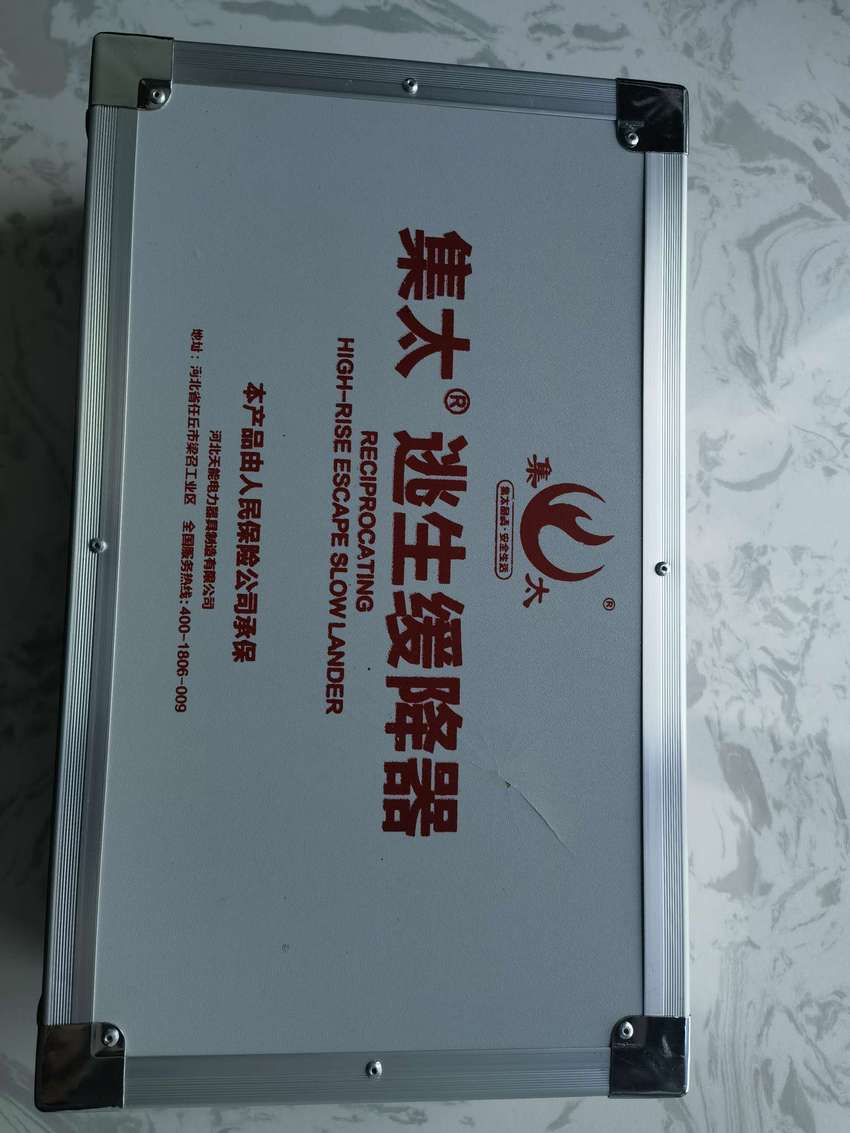 集 太 ®
集太器械·安全生活
集太® 逃生缓降器
RECIPROCATING
HIGH-RISE ESCAPE SLOW LANDER
本产品由人民保险公司承保
河北天能电力器具制造有限公司
地址：河北省任丘市梁召工业区 全国服务热线：400-1806-009